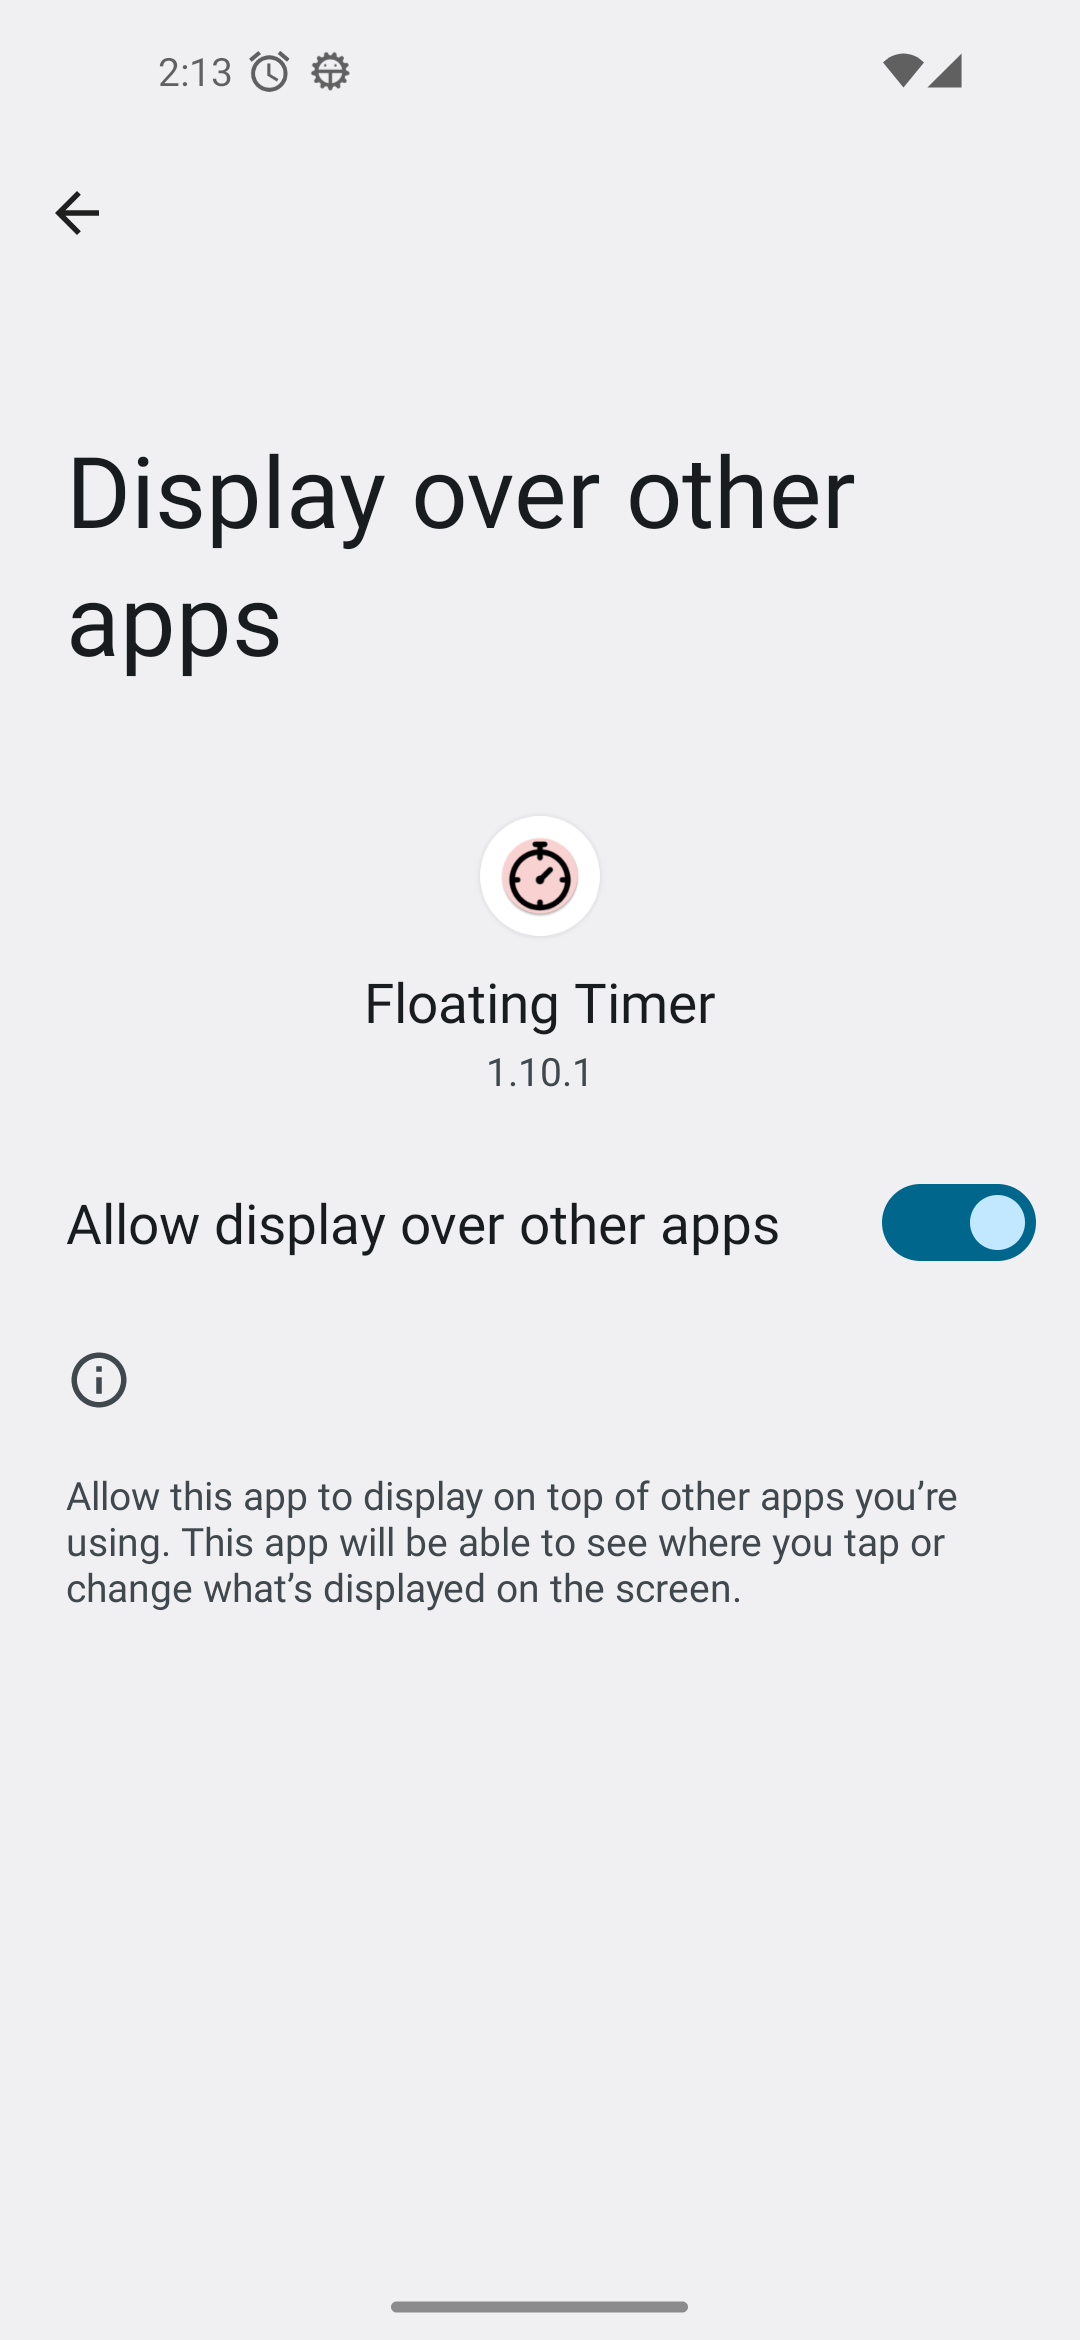 2:13
Display over other
apps
Floating Timer
1.10.1
Allow display over other apps
Allow this app to display on top of other apps you’re
using. This app will be able to see where you tap or
change what’s displayed on the screen.